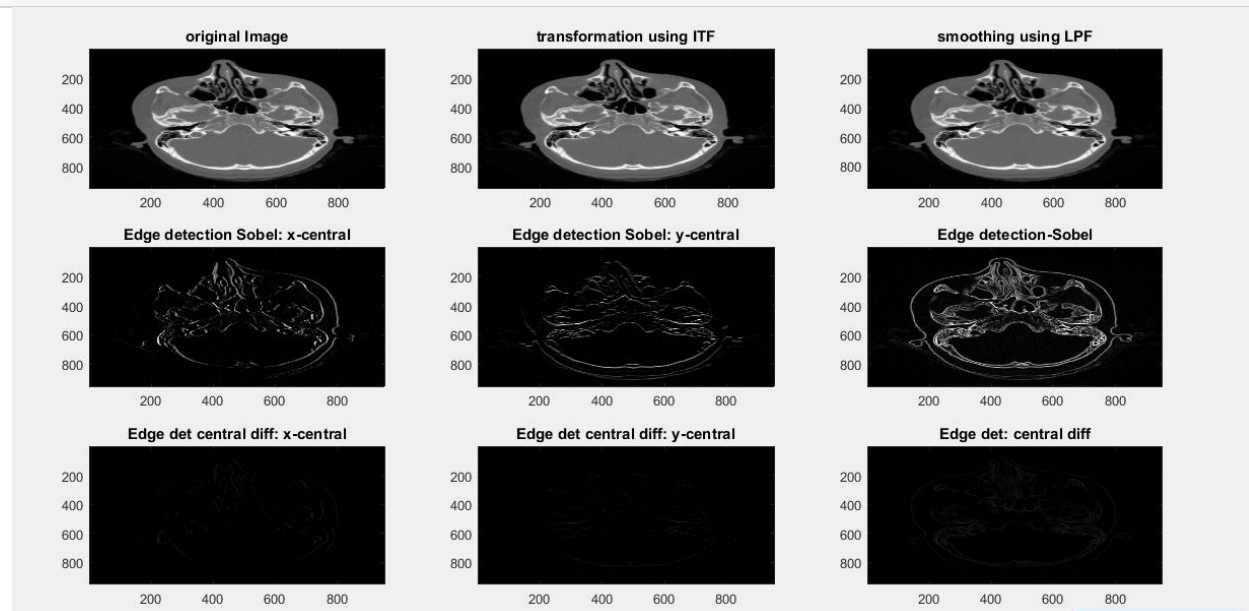 original Image
transformation using ITF
smoothing using LPF
200
400
600
800
200 400 600 800
200
400
600
800
200 400 600 800
200
400
600
800
200 400 600 800
Edge detection Sobel: x-central
Edge detection Sobel: y-central
Edge detection-Sobel
200
400
600
800
200 400 600 800
200
400
600
800
200 400 600 800
200
400
600
800
200 400 600 800
Edge det central diff: x-central
Edge det central diff: y-central
Edge det: central diff
200
400
600
800
200 400 600 800
200
400
600
800
200 400 600 800
200
400
600
800
200 400 600 800